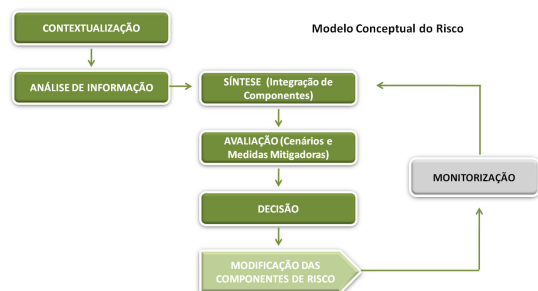 CONTEXTUALIZAÇÃO
Modelo Conceptual do Risco
ANÁLISE DE INFORMAÇÃO
SÍNTESE (Integração de
Componentes)
AVALIAÇÃO (Cenários e
Medidas Mitigadoras)
MONITORIZAÇÃO
DECISÃO
MODIFICAÇÃO DAS
COMPONENTES DE RISCO